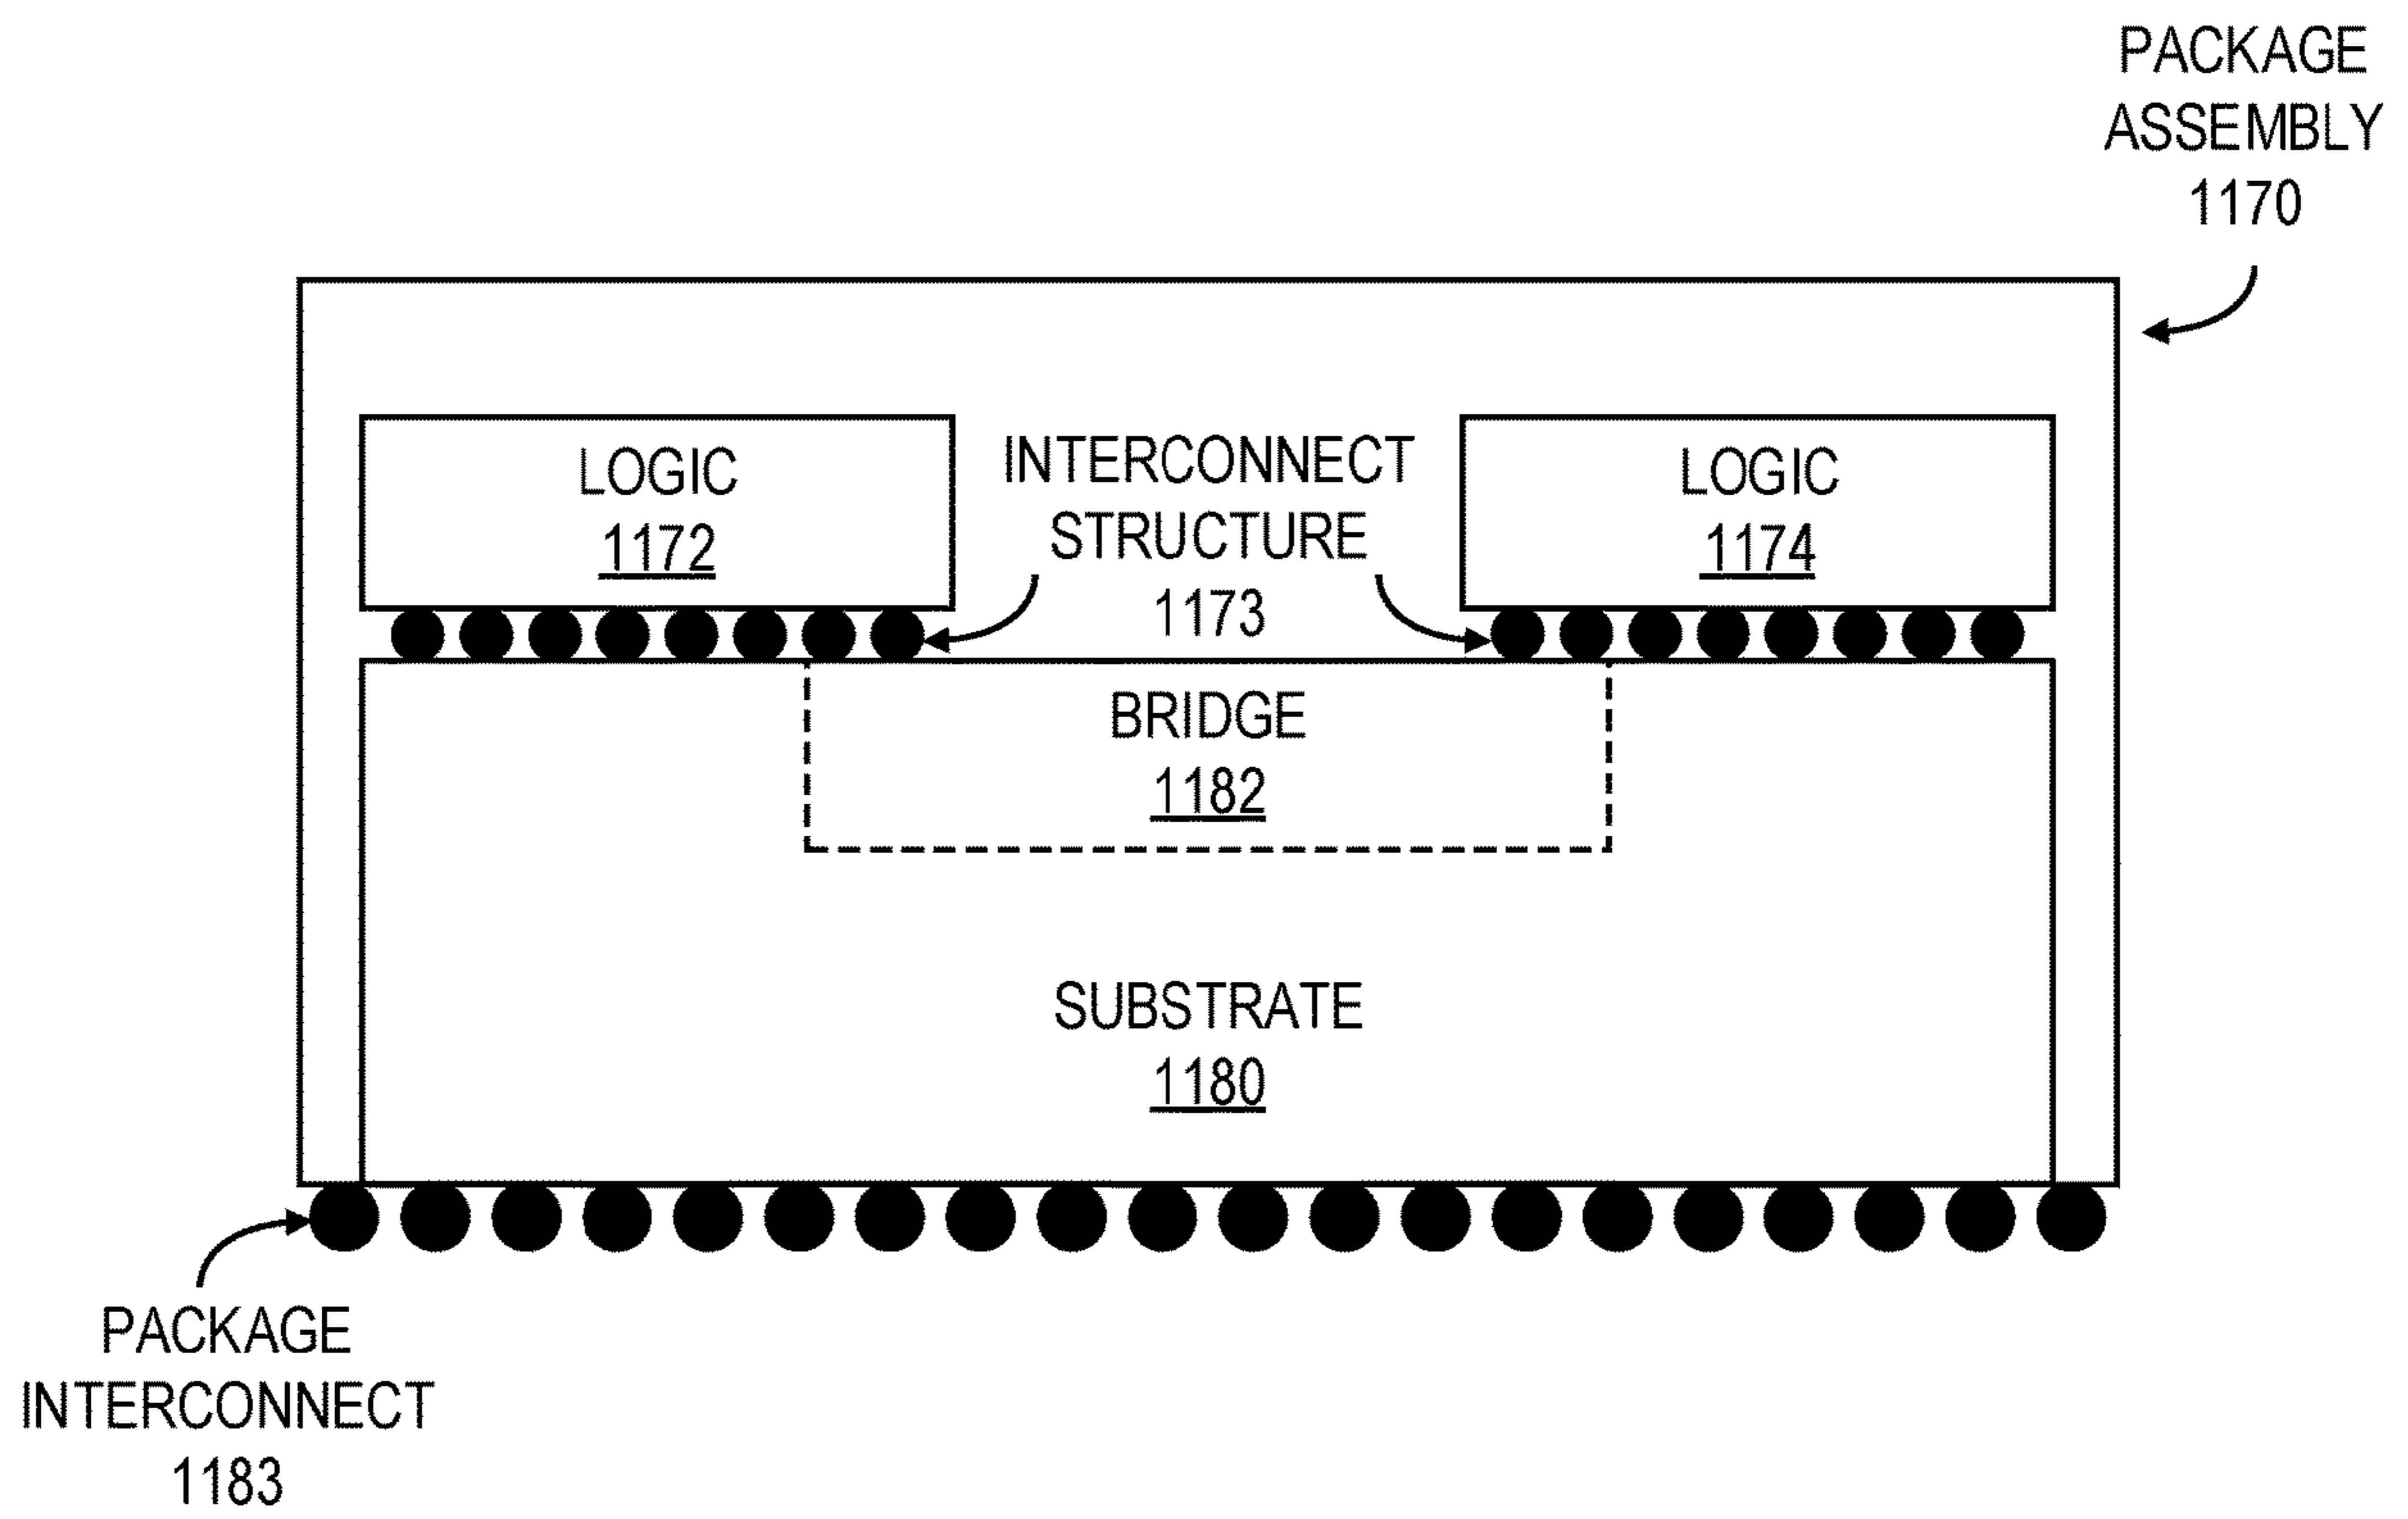 PACKAGE
ASSEMBLY
1170
LOGIC
1172
INTERCONNECT
STRUCTURE
1173
LOGIC
1174
BRIDGE
1182
SUBSTRATE
1180
PACKAGE
INTERCONNECT
1183